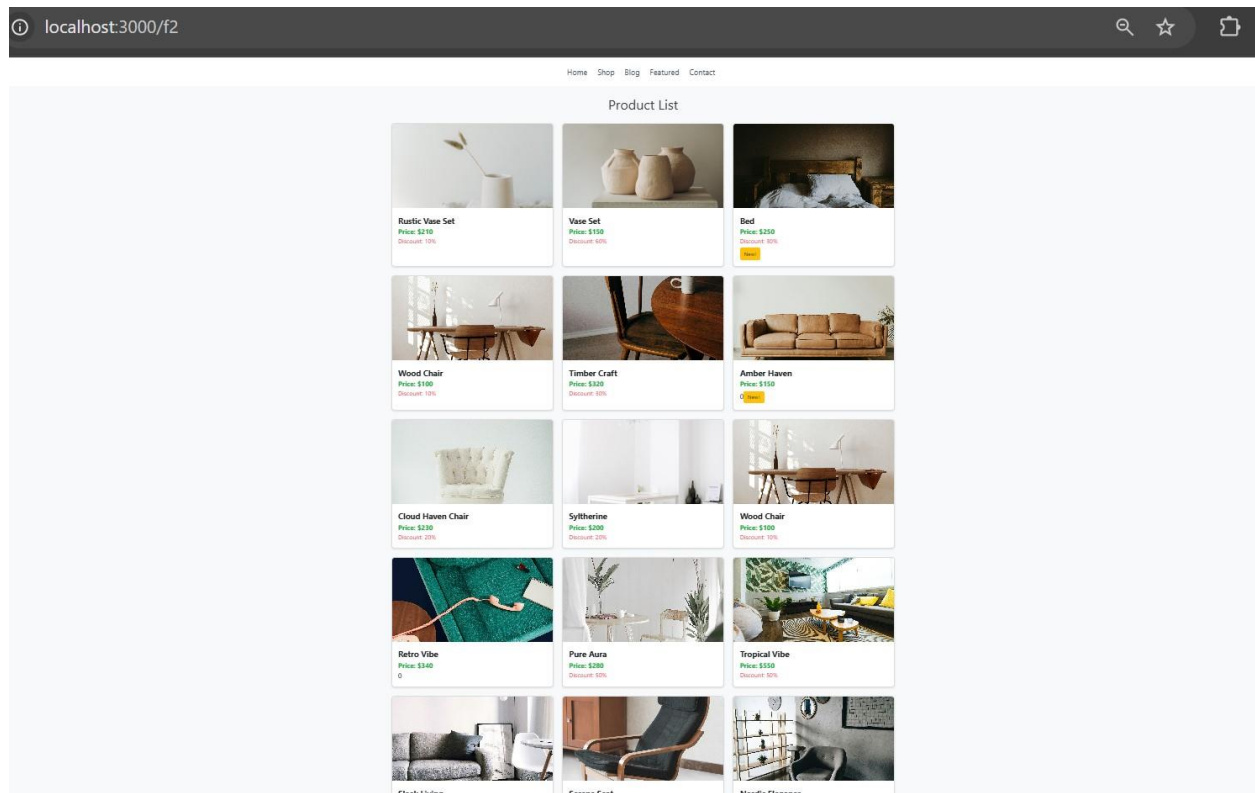 localhost:3000/f2
Home Shop Blog Featured Contact
Product List
Rustic Vase Set
Price: $210
Discount: 10%
Vase Set
Price: $150
Discount: 60%
Bed
Price: $250
Discount: 80%
New!
Wood Chair
Price: $100
Discount: 10%
Timber Craft
Price: $320
Discount: 30%
Amber Haven
Price: $150
0 New!
Cloud Haven Chair
Price: $230
Discount: 20%
Syltherine
Price: $200
Discount: 20%
Wood Chair
Price: $100
Discount: 10%
Retro Vibe
Price: $340
0
Pure Aura
Price: $280
Discount: 50%
Tropical Vibe
Price: $550
Discount: 50%